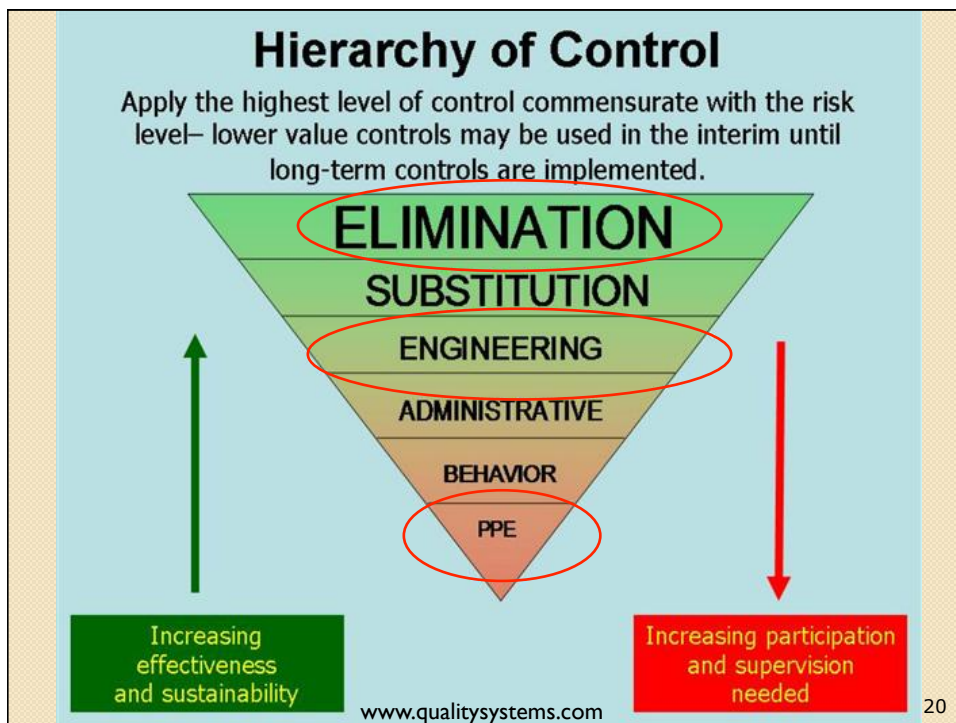 Hierarchy of Control
Apply the highest level of control commensurate with the risk
level– lower value controls may be used in the interim until
long-term controls are implemented.
ELIMINATION
SUBSTITUTION
ENGINEERING
ADMINISTRATIVE
BEHAVIOR
PPE
Increasing
effectiveness
and sustainability
Increasing participation
and supervision
needed
www.qualitysystems.com
20